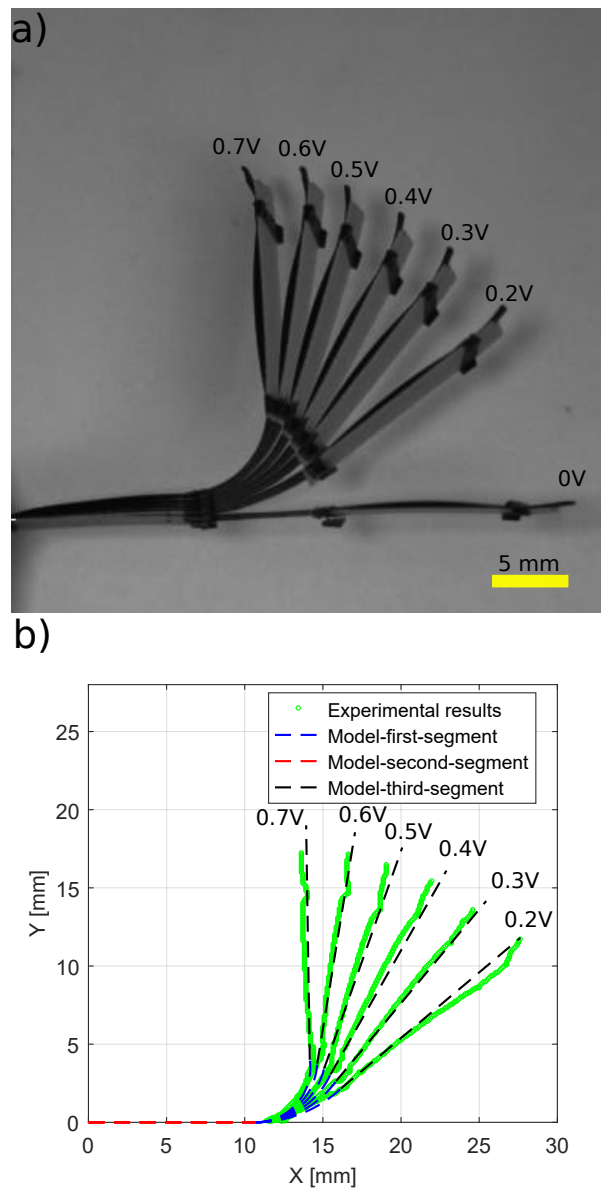 a)
0.7V
0.6V
0.5V
0.4V
0.3V
0.2V
0V
5 mm
b)
Experimental results
Model-first-segment
Model-second-segment
Model-third-segment
0.7V
0.6V
0.5V
0.4V
0.3V
0.2V
25
20
15
10
5
0
Y [mm]
0 5 10 15 20 25 30
X [mm]